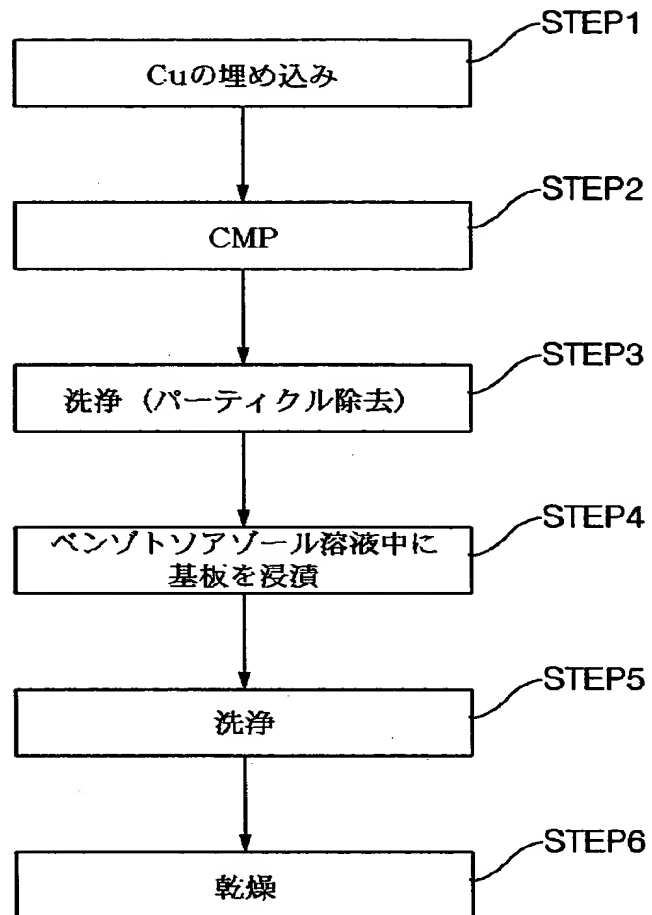 STEP1
Cuの埋め込み
STEP2
CMP
STEP3
洗浄（パーティクル除去）
STEP4
ベンゾトソアゾール溶液中に
基板を浸漬
STEP5
洗浄
STEP6
乾燥